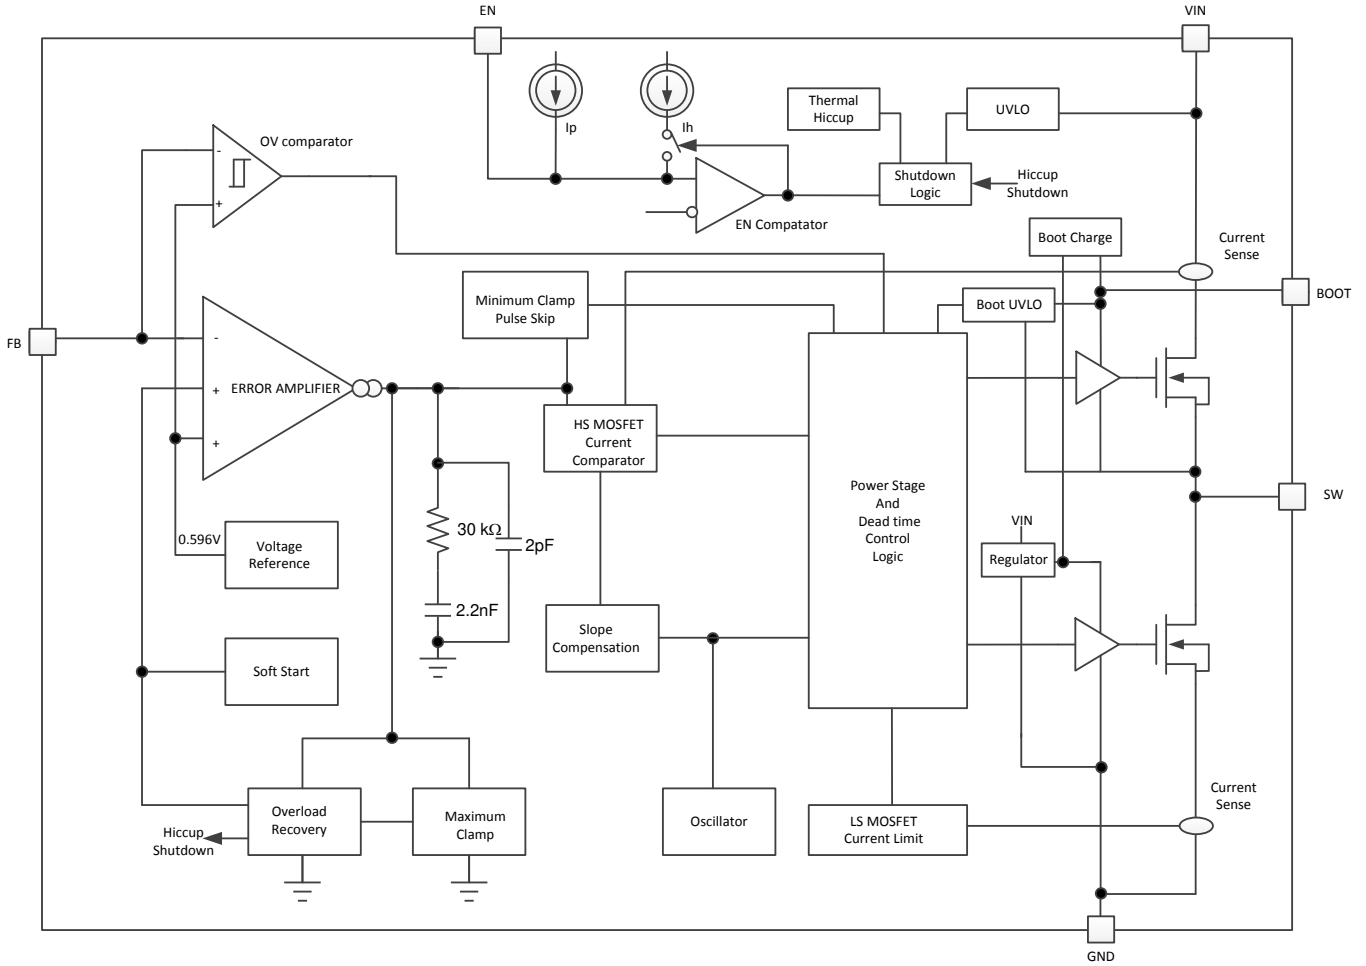 EN
VIN
Ip
Ih
Thermal
Hiccup
UVLO
OV comparator
-
+
Shutdown
Logic
Hiccup
Shutdown
EN Compatator
Boot Charge
Current
Sense
BOOT
Minimum Clamp
Pulse Skip
Boot UVLO
FB
-
+
ERROR AMPLIFIER
+
HS MOSFET
Current
Comparator
Power Stage
And
Dead time
Control
Logic
SW
VIN
Regulator
0.596V
Voltage
Reference
30 kΩ
2pF
2.2nF
Slope
Compensation
Soft Start
Overload
Recovery
Hiccup
Shutdown
Maximum
Clamp
Oscillator
LS MOSFET
Current Limit
Current
Sense
GND